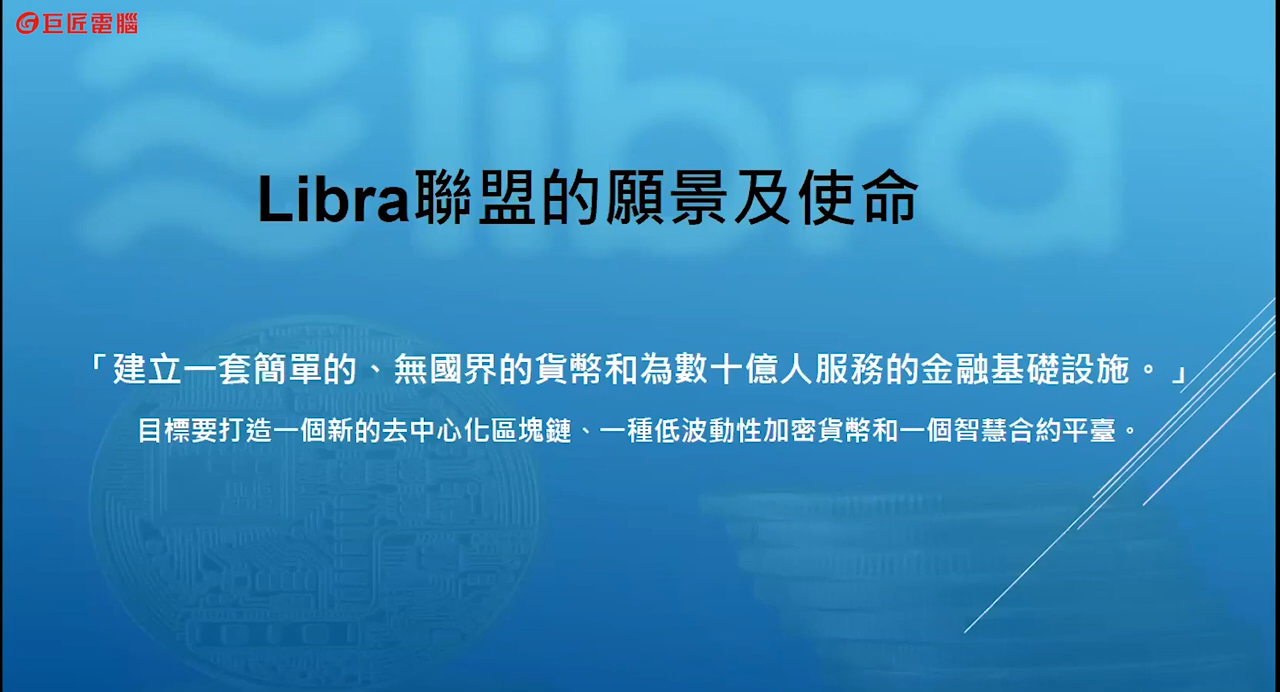 巨匠電腦
libra
Libra聯盟的願景及使命
「建立一套簡單的、無國界的貨幣和為數十億人服務的金融基礎設施。」
目標要打造一個新的去中心化區塊鏈、一種低波動性加密貨幣和一個智慧合約平臺。